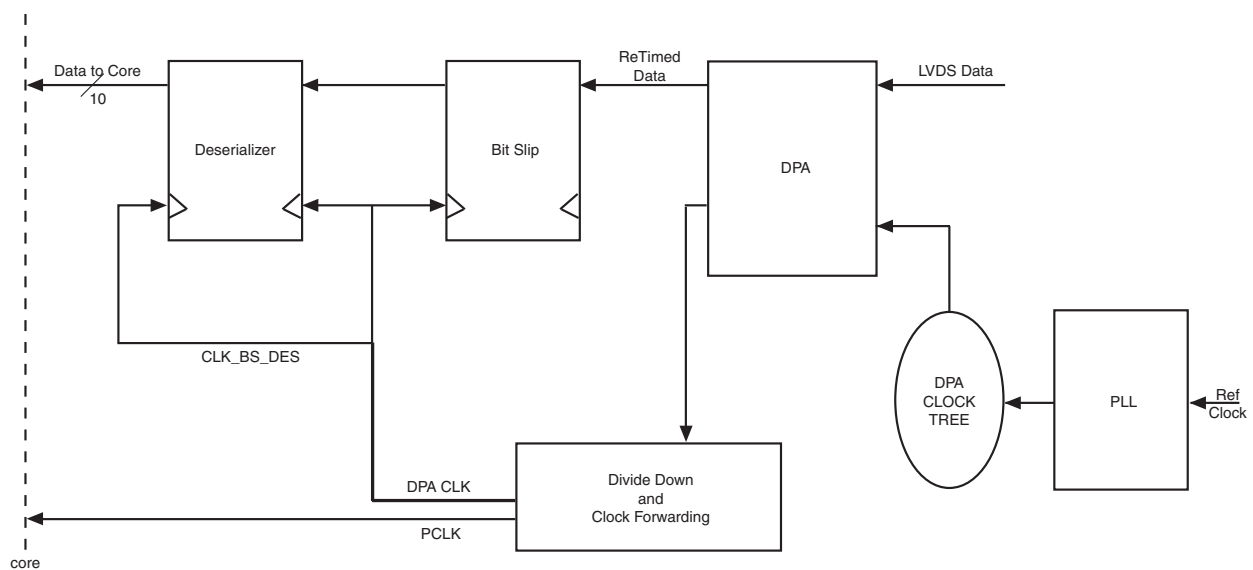 ReTimed
Data
Data to Core
10
LVDS Data
Deserializer
Bit Slip
DPA
CLK_BS_DES
DPA
CLOCK
TREE
PLL
Ref
Clock
DPA CLK
Divide Down
and
Clock Forwarding
PCLK
core